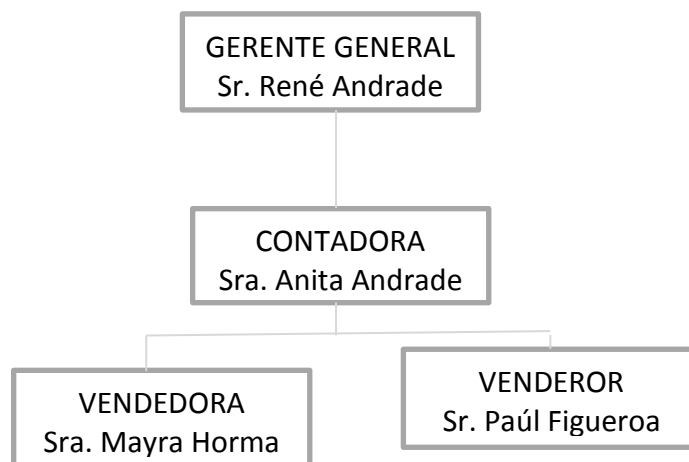 GERENTE GENERAL
Sr. René Andrade
CONTADORA
Sra. Anita Andrade
VENDEDORA
Sra. Mayra Horma
VENDEROR
Sr. Paúl Figueroa